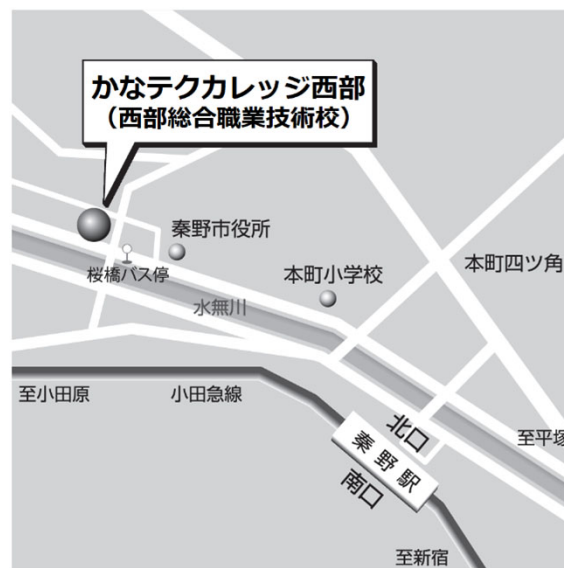 かなテクカレッジ西部
（西部総合職業技術校）
秦野市役所
桜橋バス停
本町小学校
本町四ツ角
水無川
至小田原
小田急線
北口
至平塚
秦野駅
南口
至新宿